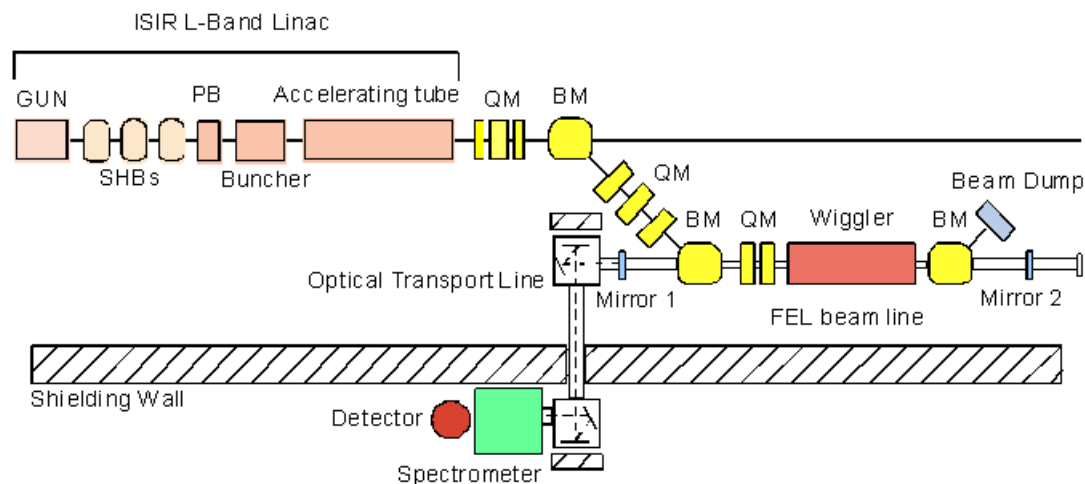 ISIR L-Band Linac
GUN
PB
Accelerating tube
QM
BM
SHBs
Buncher
QM
Beam Dump
BM
QM
Wiggler
BM
Optical Transport Line
Mirror 1
Mirror 2
FEL beam line
Shielding Wall
Detector
Spectrometer